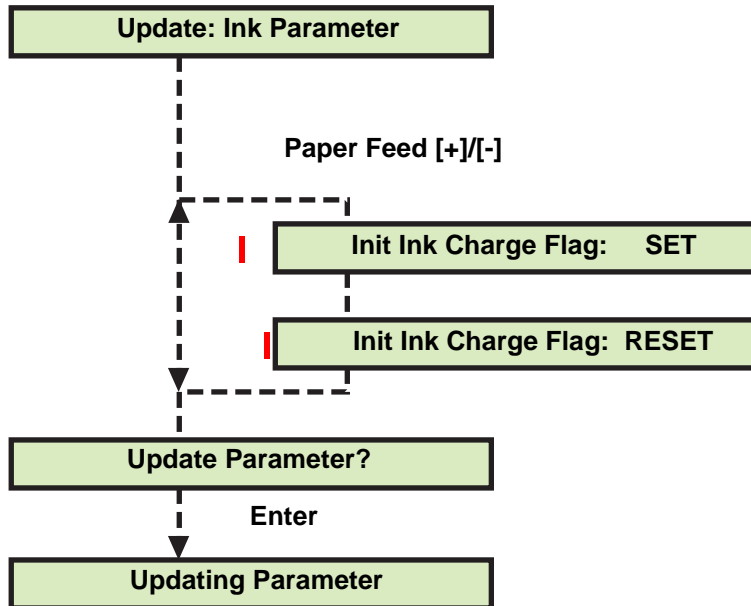 Update: Ink Parameter
Paper Feed [+]/[-]
Init Ink Charge Flag: SET
Init Ink Charge Flag: RESET
Update Parameter?
Enter
Updating Parameter